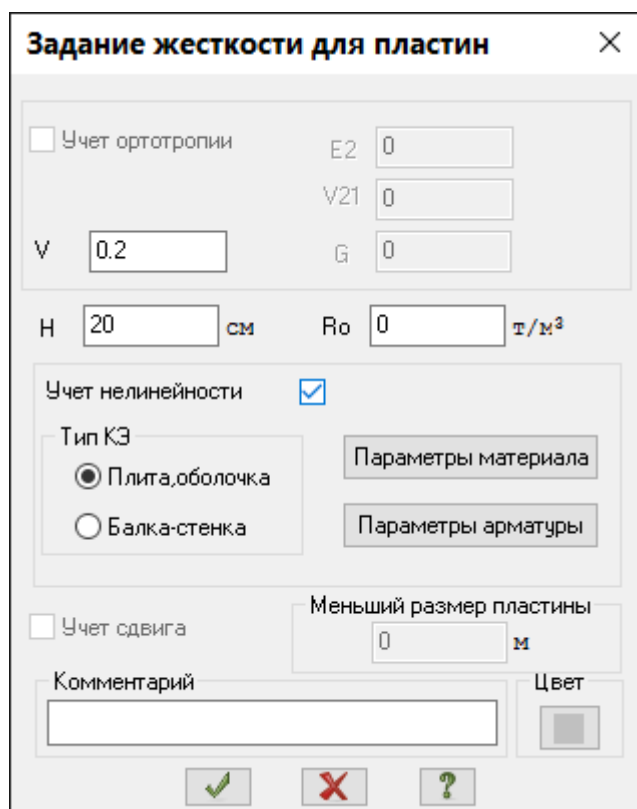 Задание жесткости для пластин
Учет ортотропии
E2 0
V21 0
V 0.2
G 0
H 20 см
Ro 0 т/м³
Учет нелинейности
Тип КЭ
Плита,оболочка
Балка-стенка
Параметры материала
Параметры арматуры
Учет сдвига
Меньший размер пластины
0 м
Комментарий
Цвет